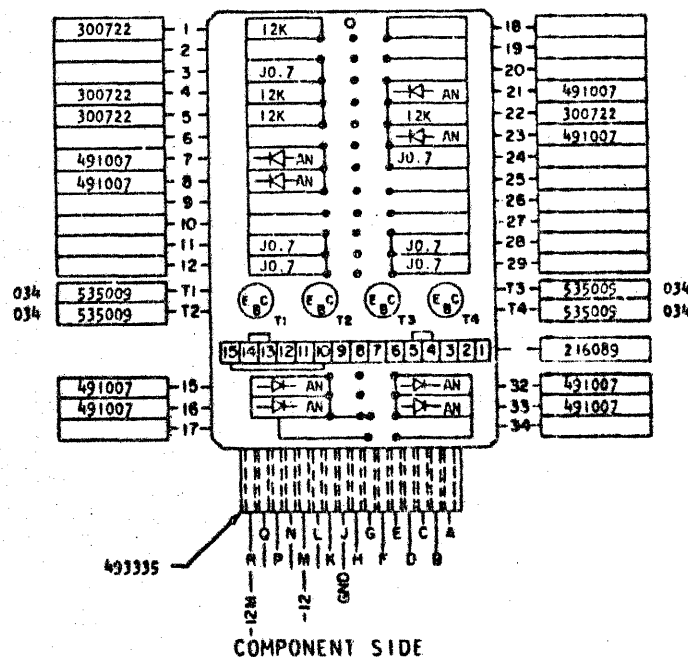 300722 1 12K 18
2 19
3 J0.7 20
300722 4 12K AN 21 491007
300722 5 12K 12K 22 300722
6 AN 23 491007
491007 7 AN J0.7 24
491007 8 AN 25
9 26
10 27
11 J0.7 J0.7 28
12 J0.7 J0.7 29
034 535009 T1 T3 535009 034
034 535009 T2 T4 535009 034
E B C E B C E B C E B C
T1 T2 T3 T4
15 14 13 12 11 10 9 8 7 6 5 4 3 2 1 216089
491007 15 AN AN 32 491007
491007 16 AN AN 33 491007
17 34
493335
R Q P N M L K J H G F E D C B A
-12M -12 GND
COMPONENT SIDE